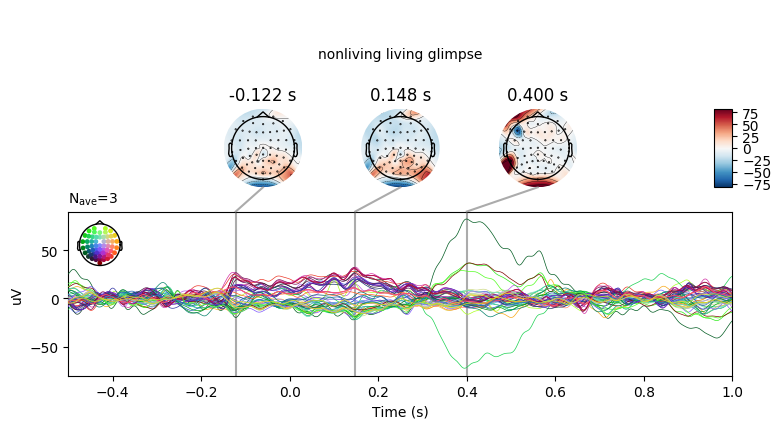 nonliving living glimpse
-0.122 s 0.148 s 0.400 s
75
50
25
0
−25
−50
−75
Nave=3
50
0
−50
uV
−0.4 −0.2 0.0 0.2 0.4 0.6 0.8 1.0
Time (s)